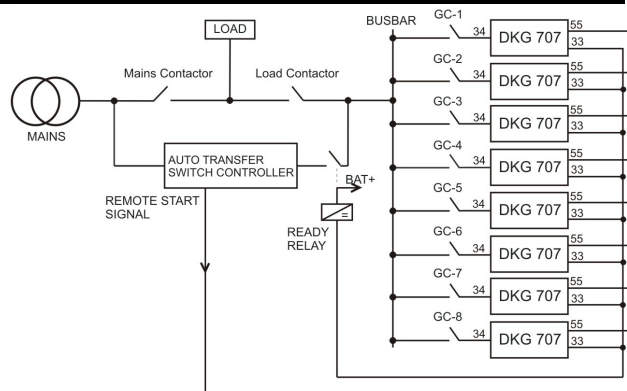 LOAD
BUSBAR
Mains Contactor
Load Contactor
MAINS
AUTO TRANSFER
SWITCH CONTROLLER
REMOTE START
SIGNAL
BAT+
=
READY
RELAY
GC-1
34
DKG 707
55
33
GC-2
34
DKG 707
55
33
GC-3
34
DKG 707
55
33
GC-4
34
DKG 707
55
33
GC-5
34
DKG 707
55
33
GC-6
34
DKG 707
55
33
GC-7
34
DKG 707
55
33
GC-8
34
DKG 707
55
33